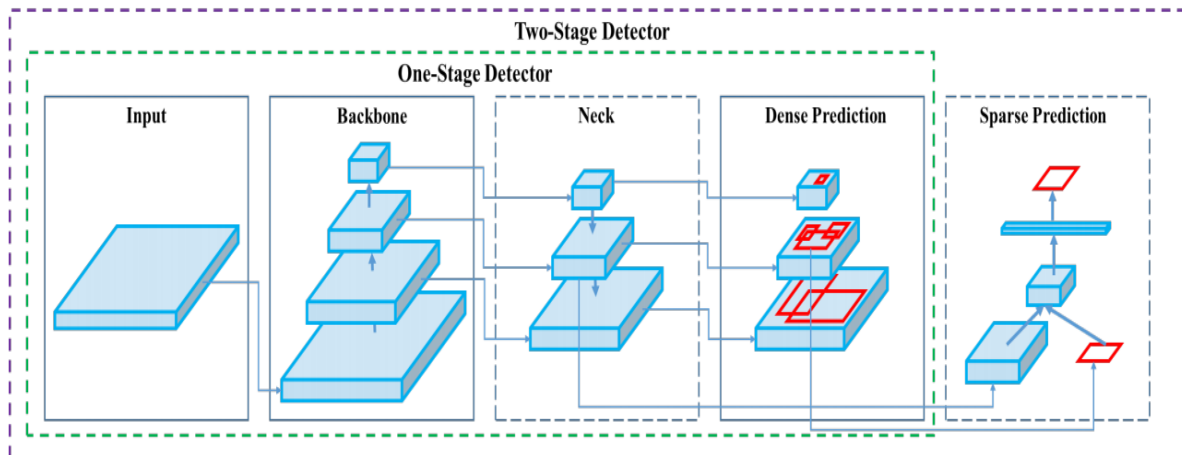 Two-Stage Detector
One-Stage Detector
Input
Backbone
Neck
Dense Prediction
Sparse Prediction